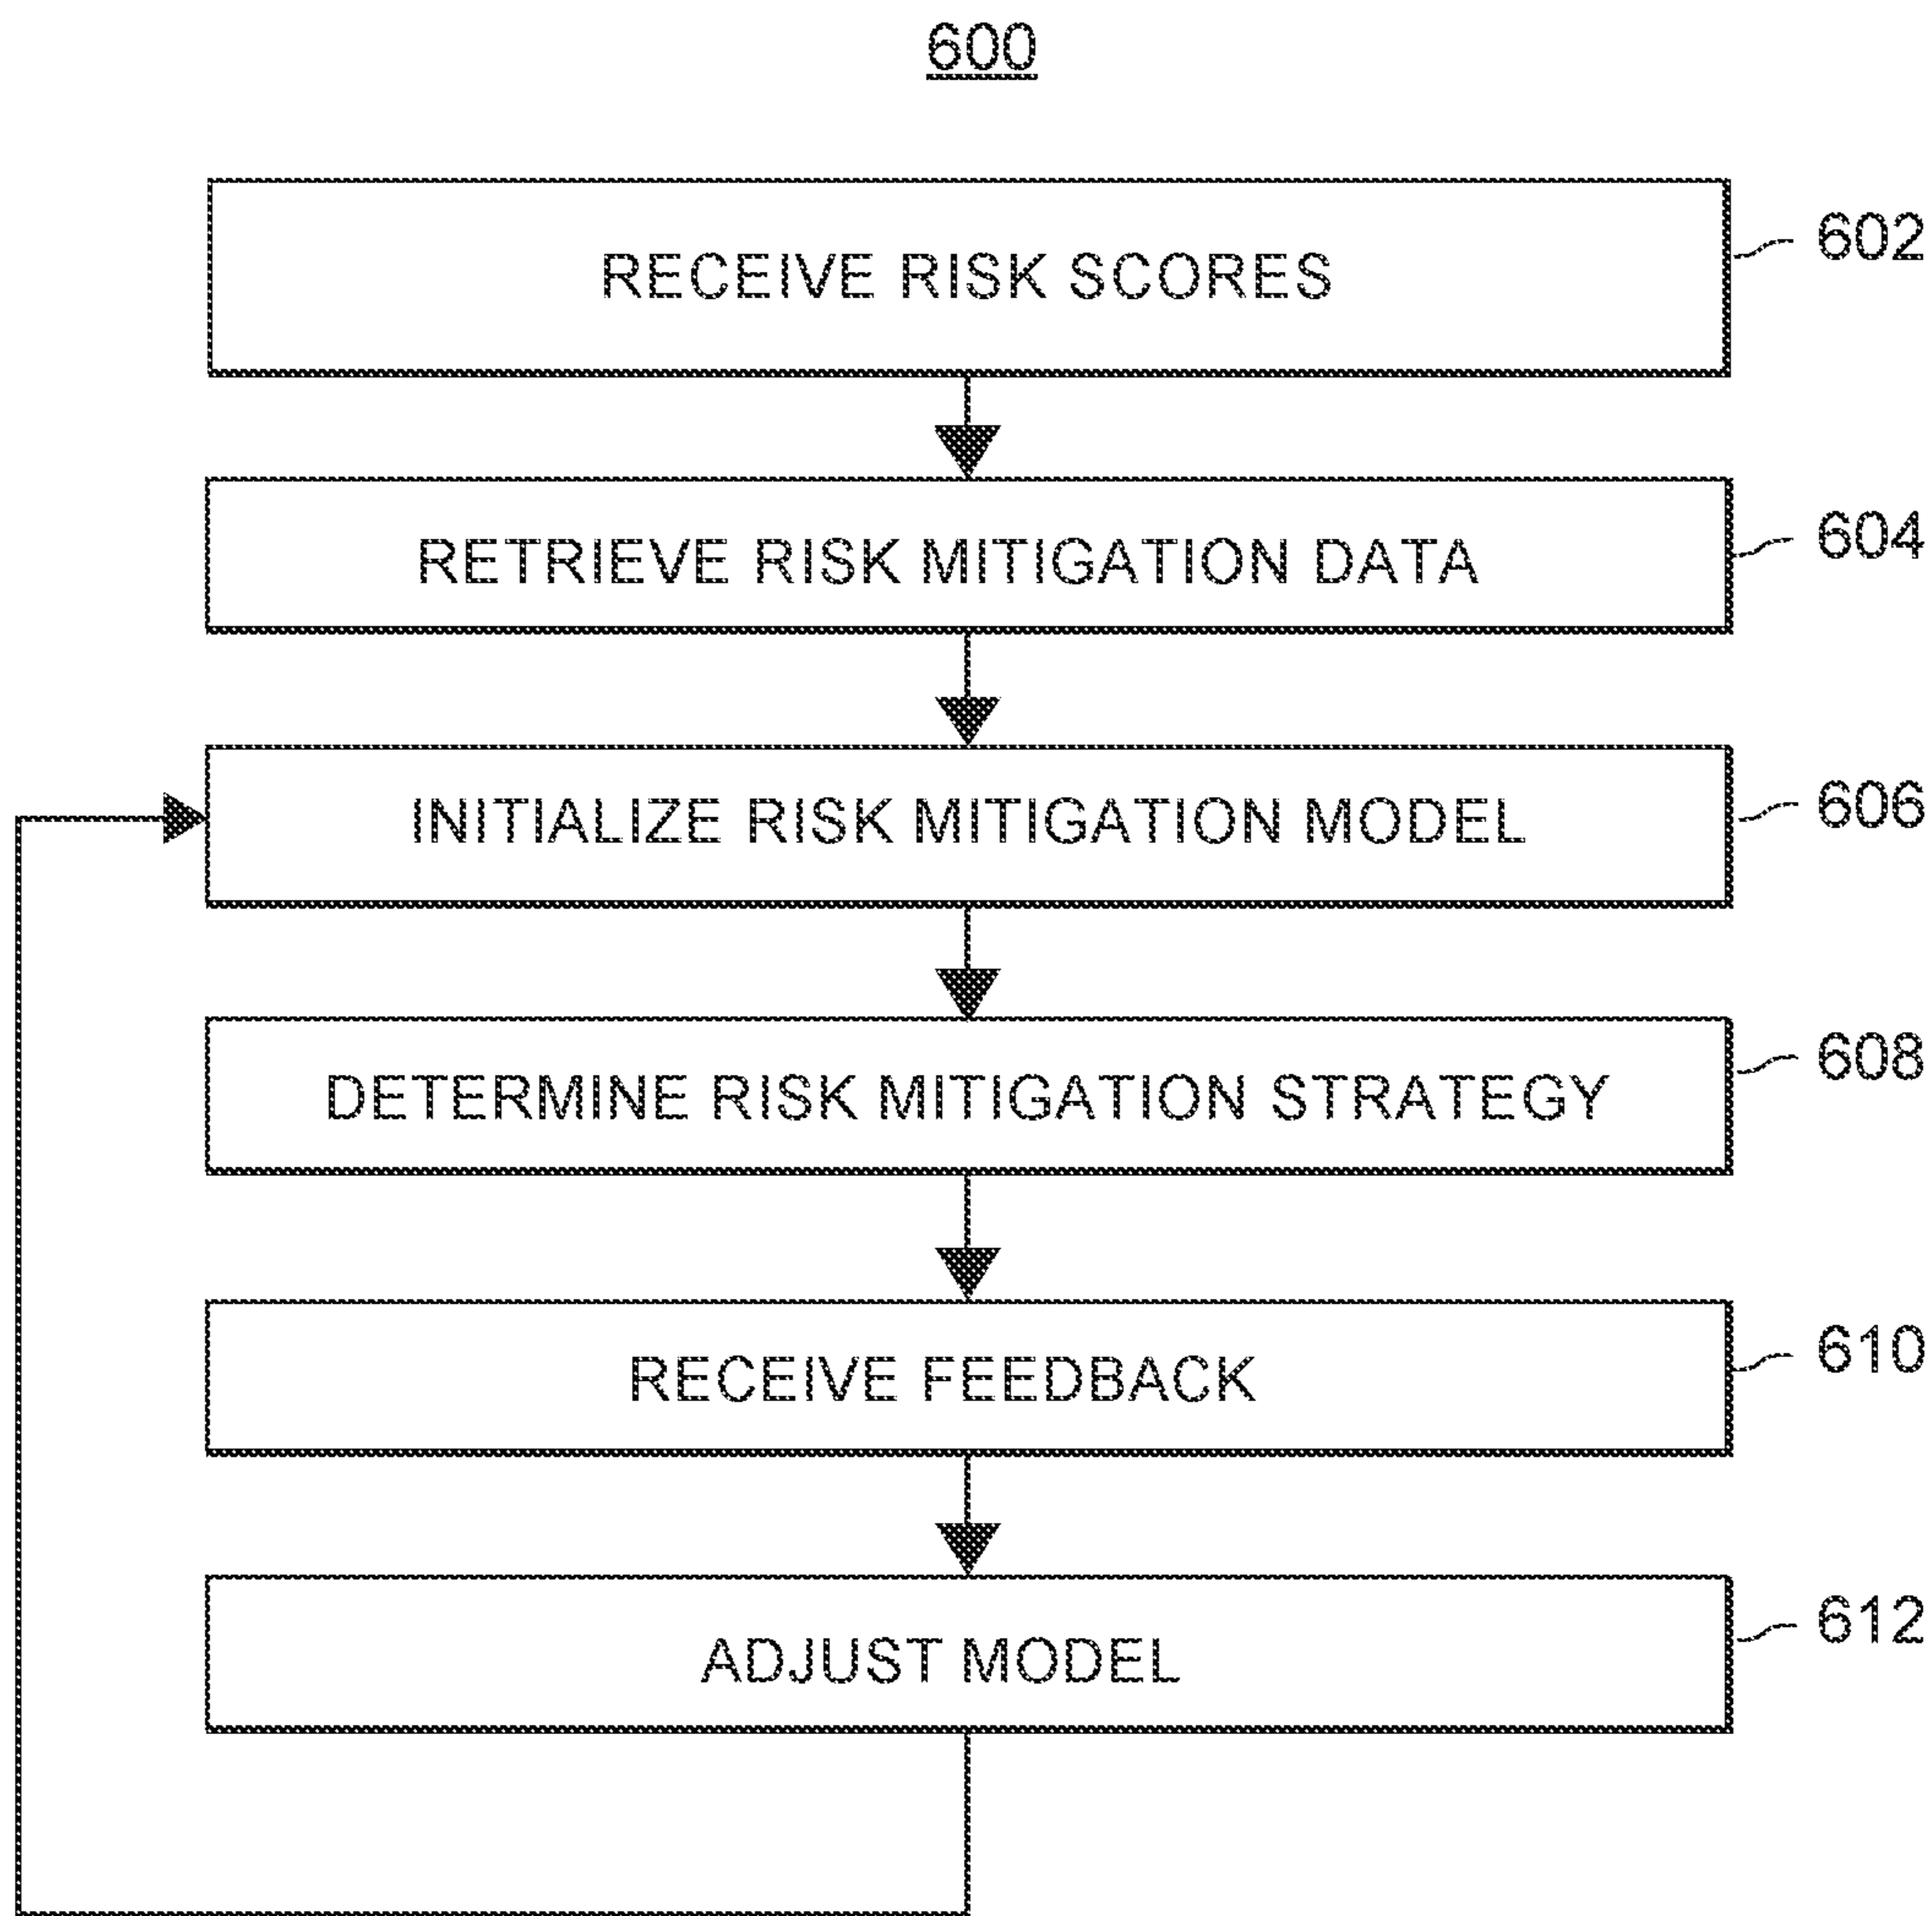 600
RECEIVE RISK SCORES 602
RETRIEVE RISK MITIGATION DATA 604
INITIALIZE RISK MITIGATION MODEL 606
DETERMINE RISK MITIGATION STRATEGY 608
RECEIVE FEEDBACK 610
ADJUST MODEL 612